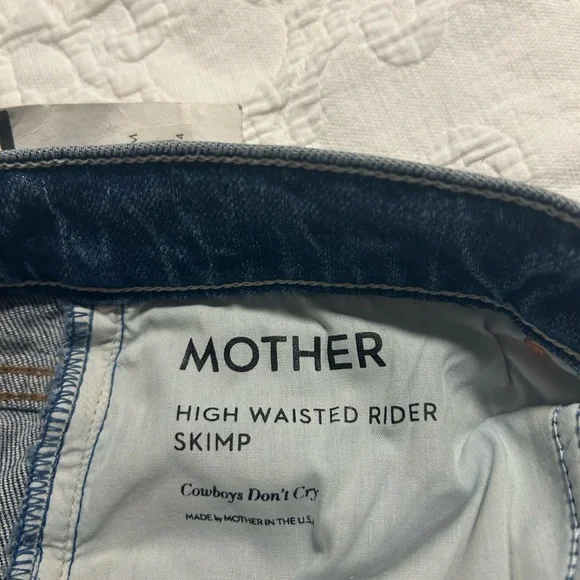 MOTHER
HIGH WAISTED RIDER
SKIMP
Cowboys Don't Cry
MADE by MOTHER IN THE U.S.